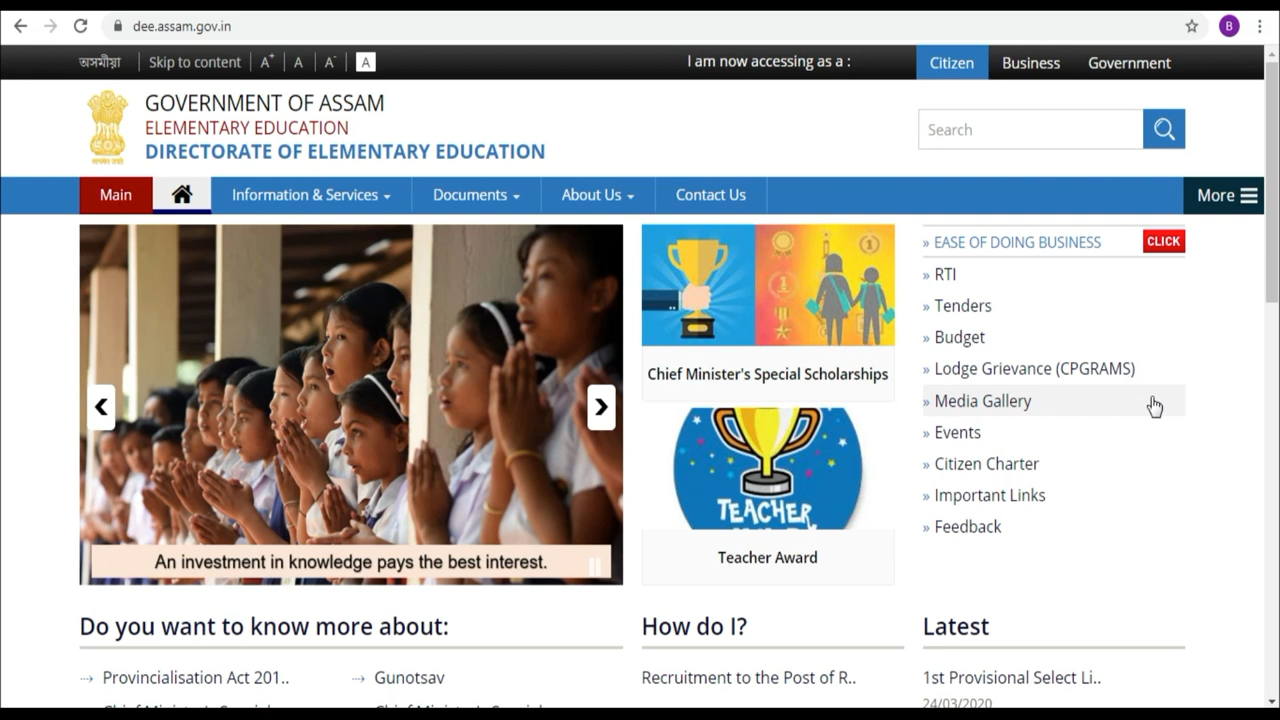 dee.assam.gov.in
B
অসমীয়া Skip to content A+ A A- A I am now accessing as a : Citizen Business Government
GOVERNMENT OF ASSAM
ELEMENTARY EDUCATION
DIRECTORATE OF ELEMENTARY EDUCATION
Search
Main Information & Services Documents About Us Contact Us More
Chief Minister's Special Scholarships
TEACHER
Teacher Award
» EASE OF DOING BUSINESS CLICK
» RTI
» Tenders
» Budget
» Lodge Grievance (CPGRAMS)
» Media Gallery
» Events
» Citizen Charter
» Important Links
» Feedback
An investment in knowledge pays the best interest.
Do you want to know more about:
Provincialisation Act 201..
Gunotsav
How do I?
Recruitment to the Post of R..
Latest
1st Provisional Select Li..
24/03/2020